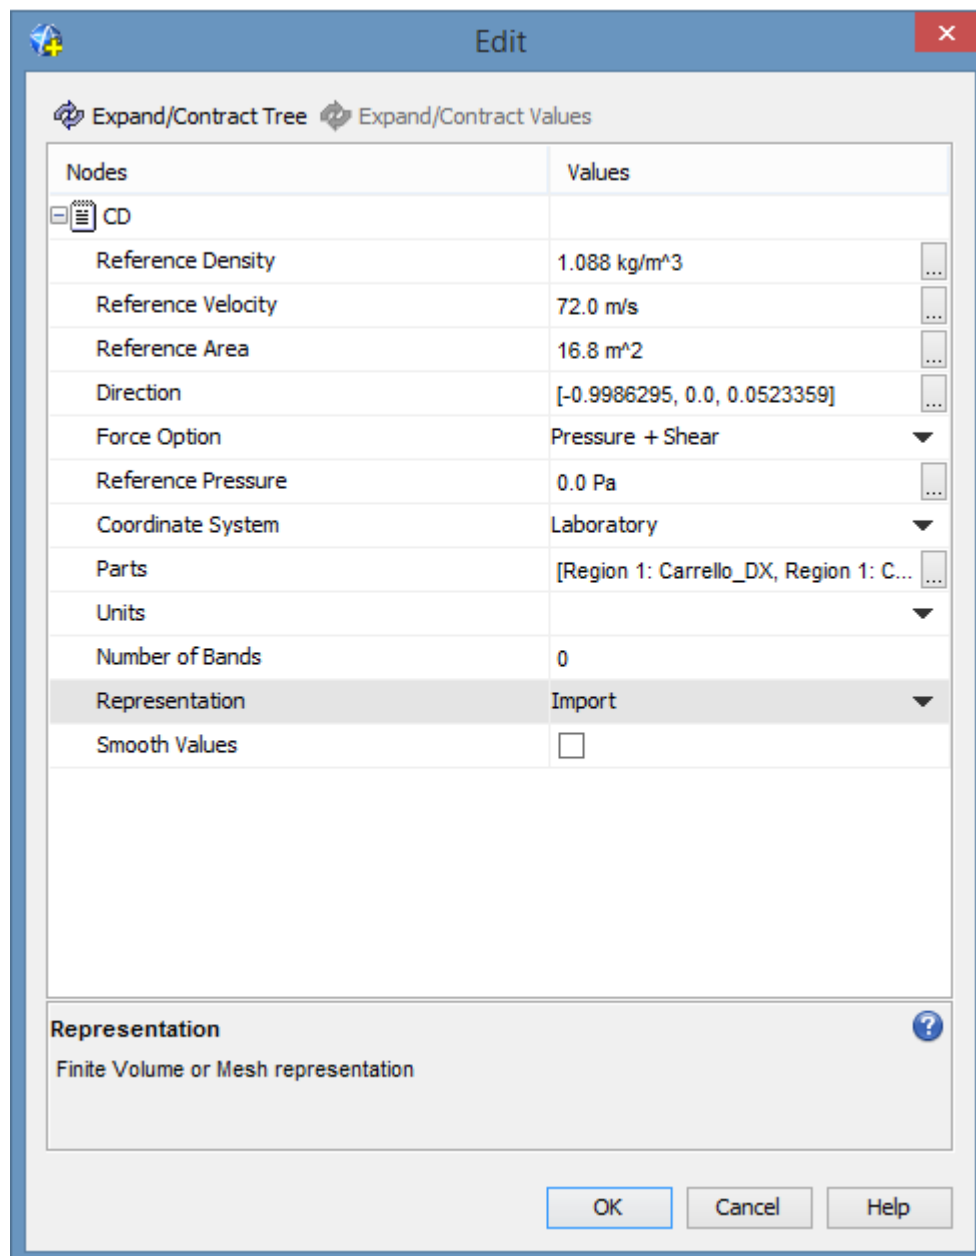 Edit
Expand/Contract Tree Expand/Contract Values
Nodes Values
CD
Reference Density 1.088 kg/m^3 ...
Reference Velocity 72.0 m/s ...
Reference Area 16.8 m^2 ...
Direction [-0.9986295, 0.0, 0.0523359] ...
Force Option Pressure + Shear
Reference Pressure 0.0 Pa ...
Coordinate System Laboratory
Parts [Region 1: Carrello_DX, Region 1: C... ...
Units
Number of Bands 0
Representation Import
Smooth Values
Representation
Finite Volume or Mesh representation
OK Cancel Help